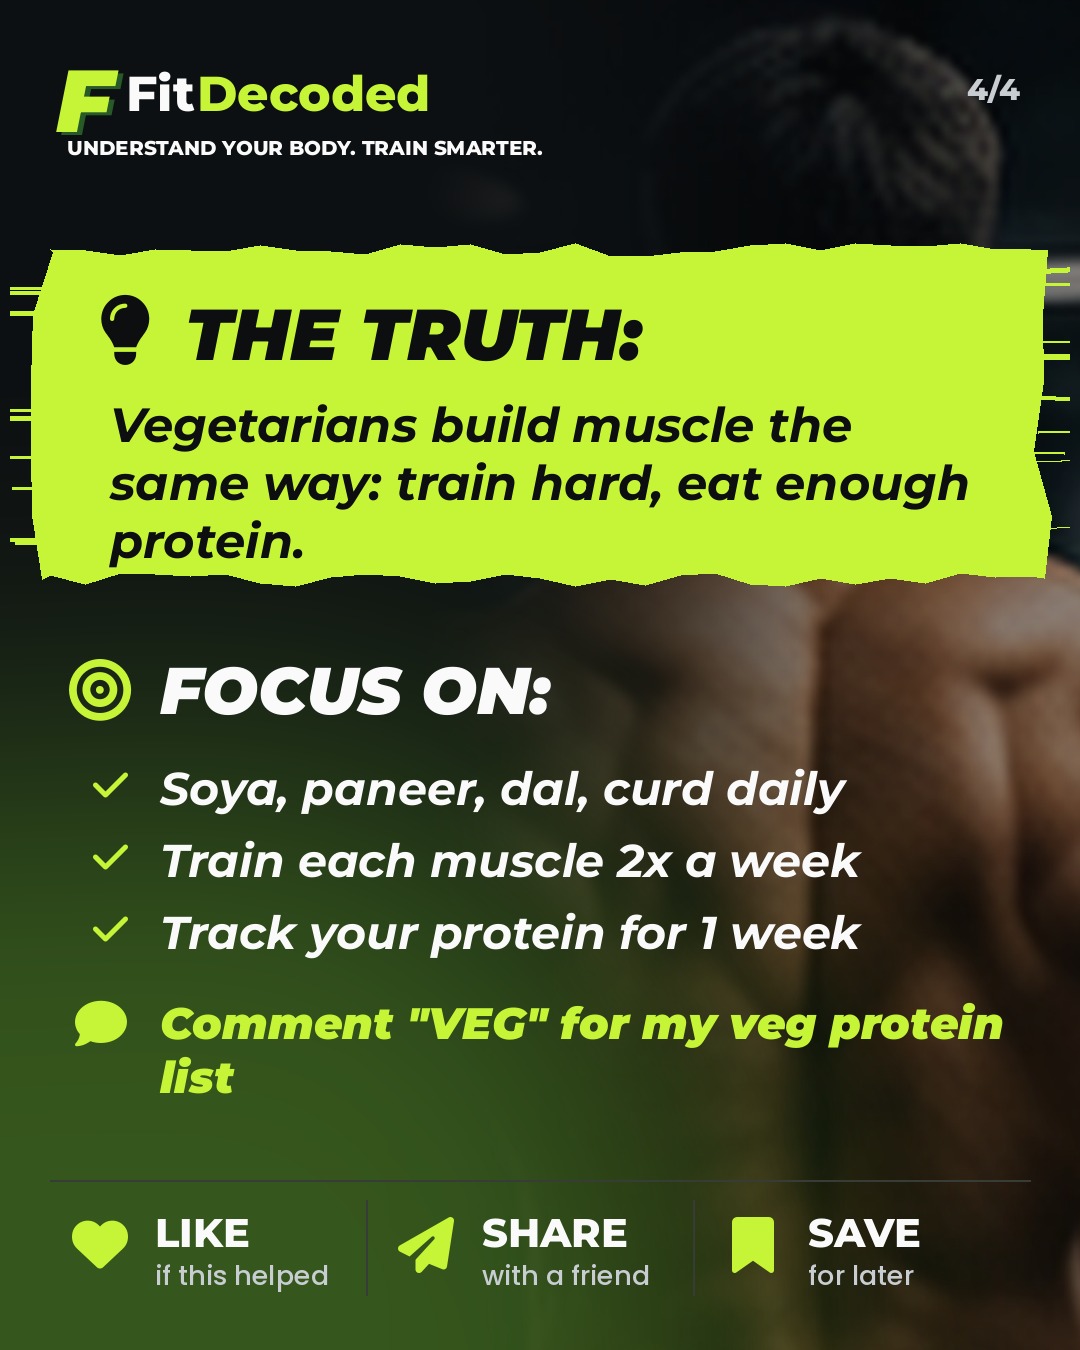 FitDecoded
4/4
UNDERSTAND YOUR BODY. TRAIN SMARTER.
THE TRUTH:
Vegetarians build muscle the
same way: train hard, eat enough
protein.
FOCUS ON:
Soya, paneer, dal, curd daily
Train each muscle 2x a week
Track your protein for 1 week
Comment "VEG" for my veg protein
list
LIKE
if this helped
SHARE
with a friend
SAVE
for later